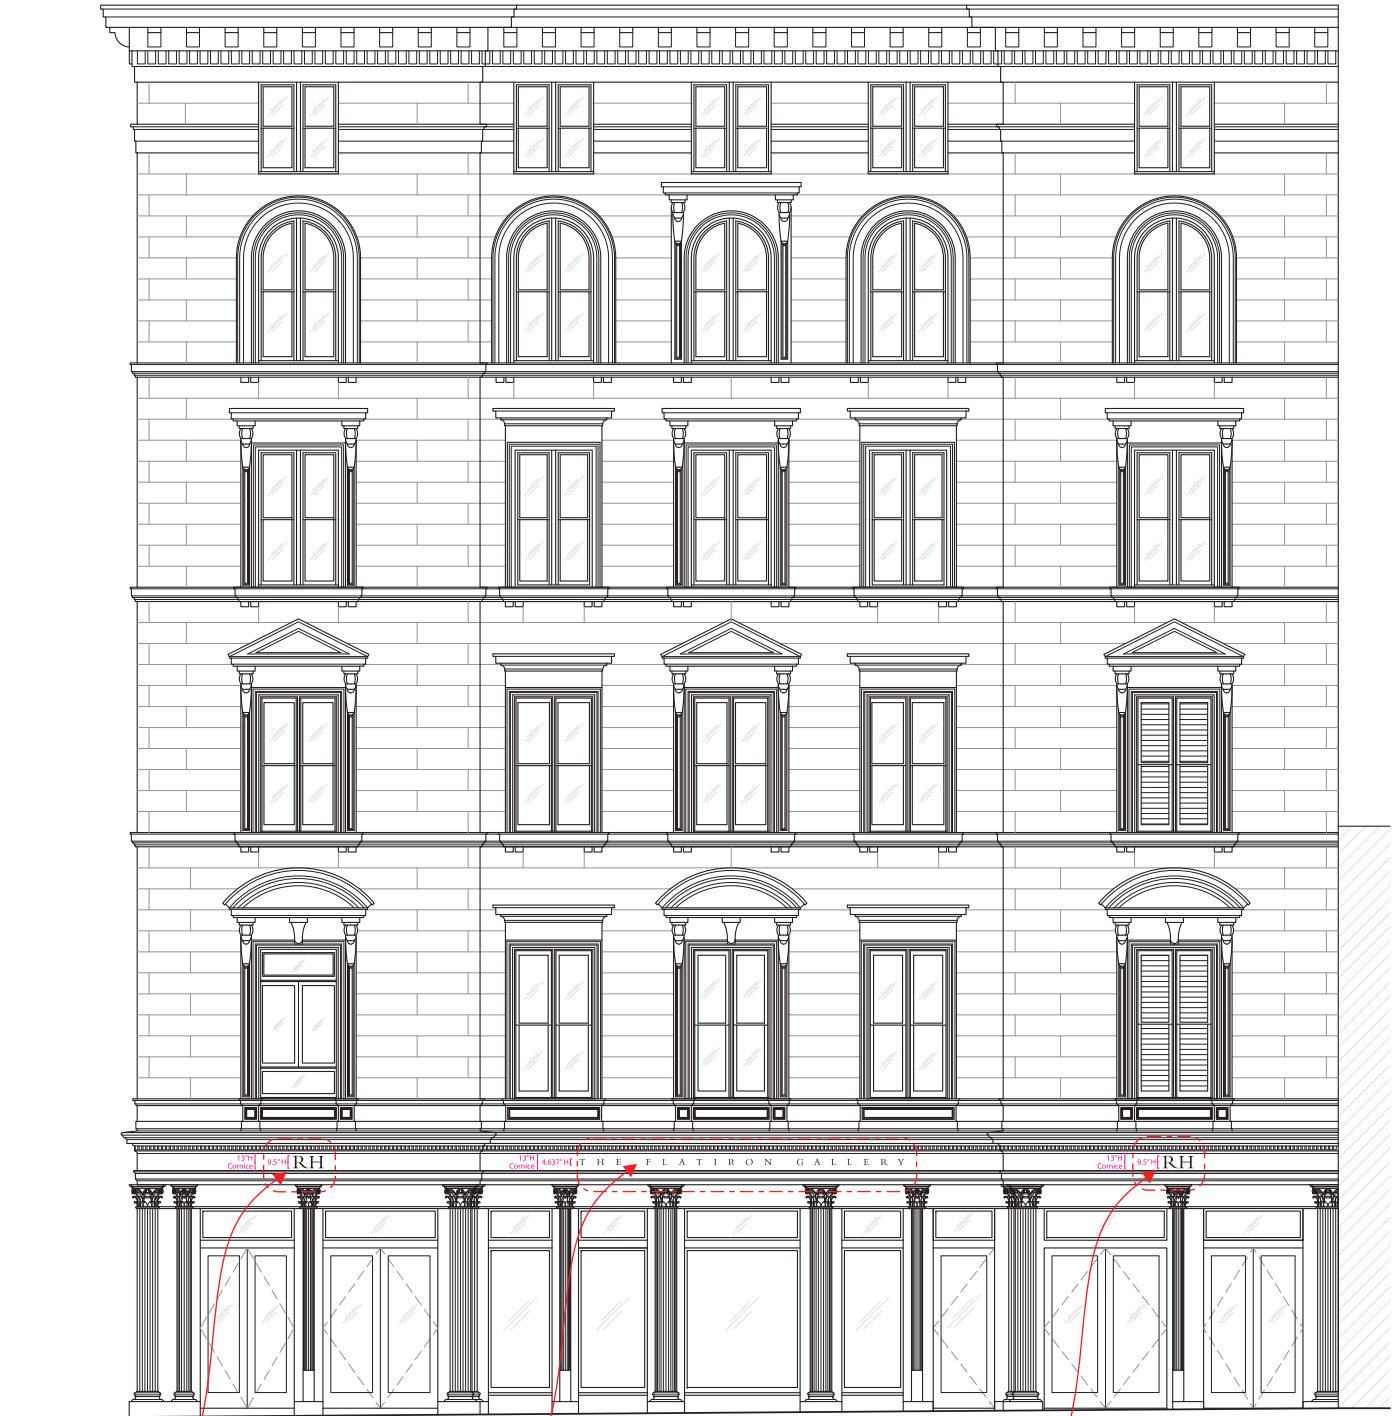 13"H
Cornice
9.5" H
RH
13"H
Cornice
4.637" H
THE FLATIRON GALLERY
13"H
Cornice
9.5" H
RH